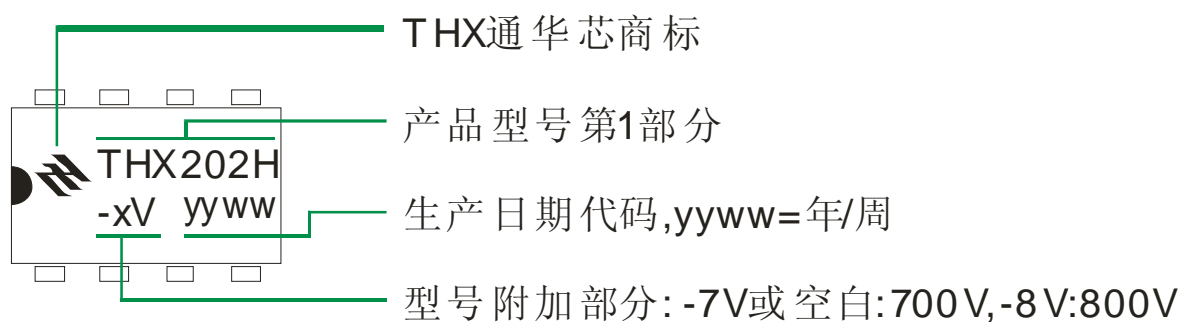 THX通华芯商标
产品型号第1部分
THX202H
-xV yyww
生产日期代码,yyww=年/周
型号附加部分: -7V或空白:700V,-8V:800V